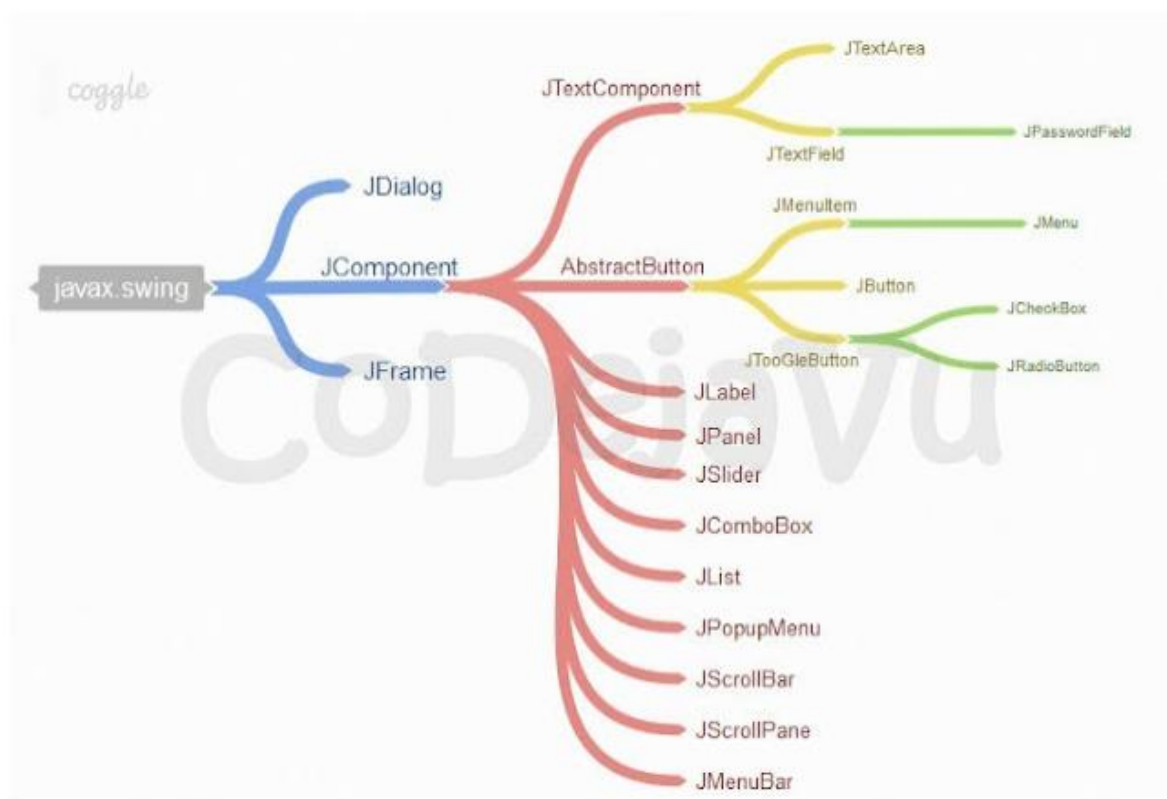 coggle
JTextArea
JTextComponent
JPasswordField
JTextField
JDialog
JMenuItem
JMenu
JComponent
AbstractButton
javax.swing
JButton
JCheckBox
JTooGleButton
JRadioButton
JFrame
JLabel
CoDejaVu
JPanel
JSlider
JComboBox
JList
JPopupMenu
JScrollBar
JScrollPane
JMenuBar